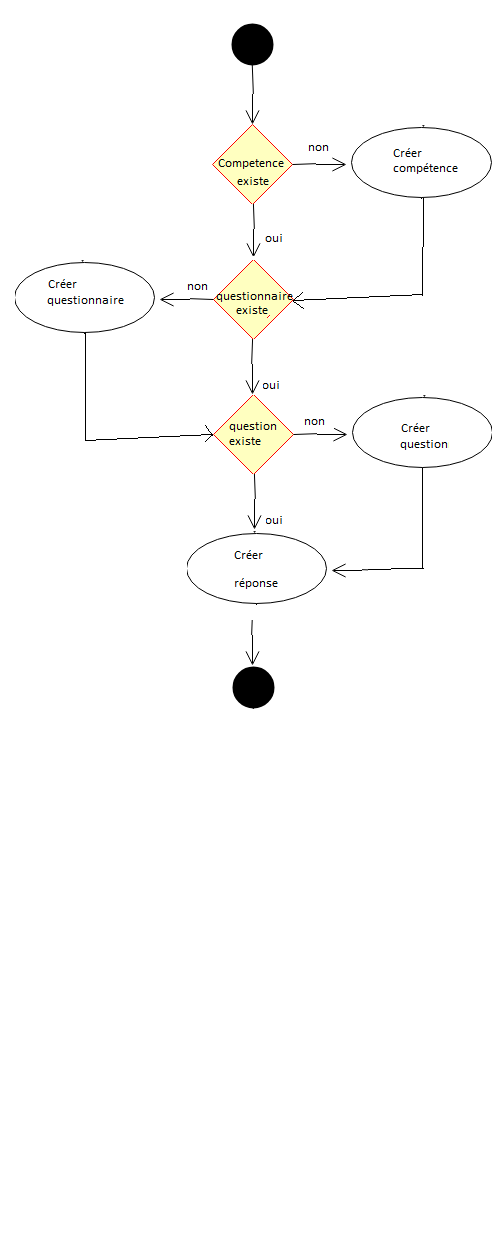 Competence
existe
non
Créer
compétence
oui
Créer
questionnaire
non
questionnaire
existe
oui
question
existe
non
Créer
question
oui
Créer
réponse